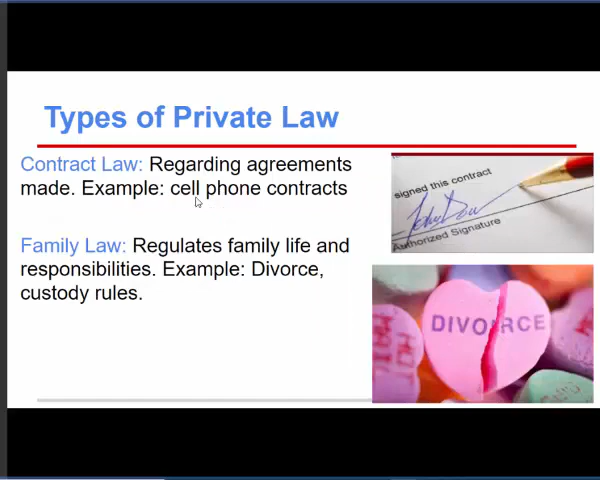 Types of Private Law
Contract Law: Regarding agreements
made. Example: cell phone contracts
signed this contract
Authorized Signature
Family Law: Regulates family life and
responsibilities. Example: Divorce,
custody rules.
DIVORCE
HOT